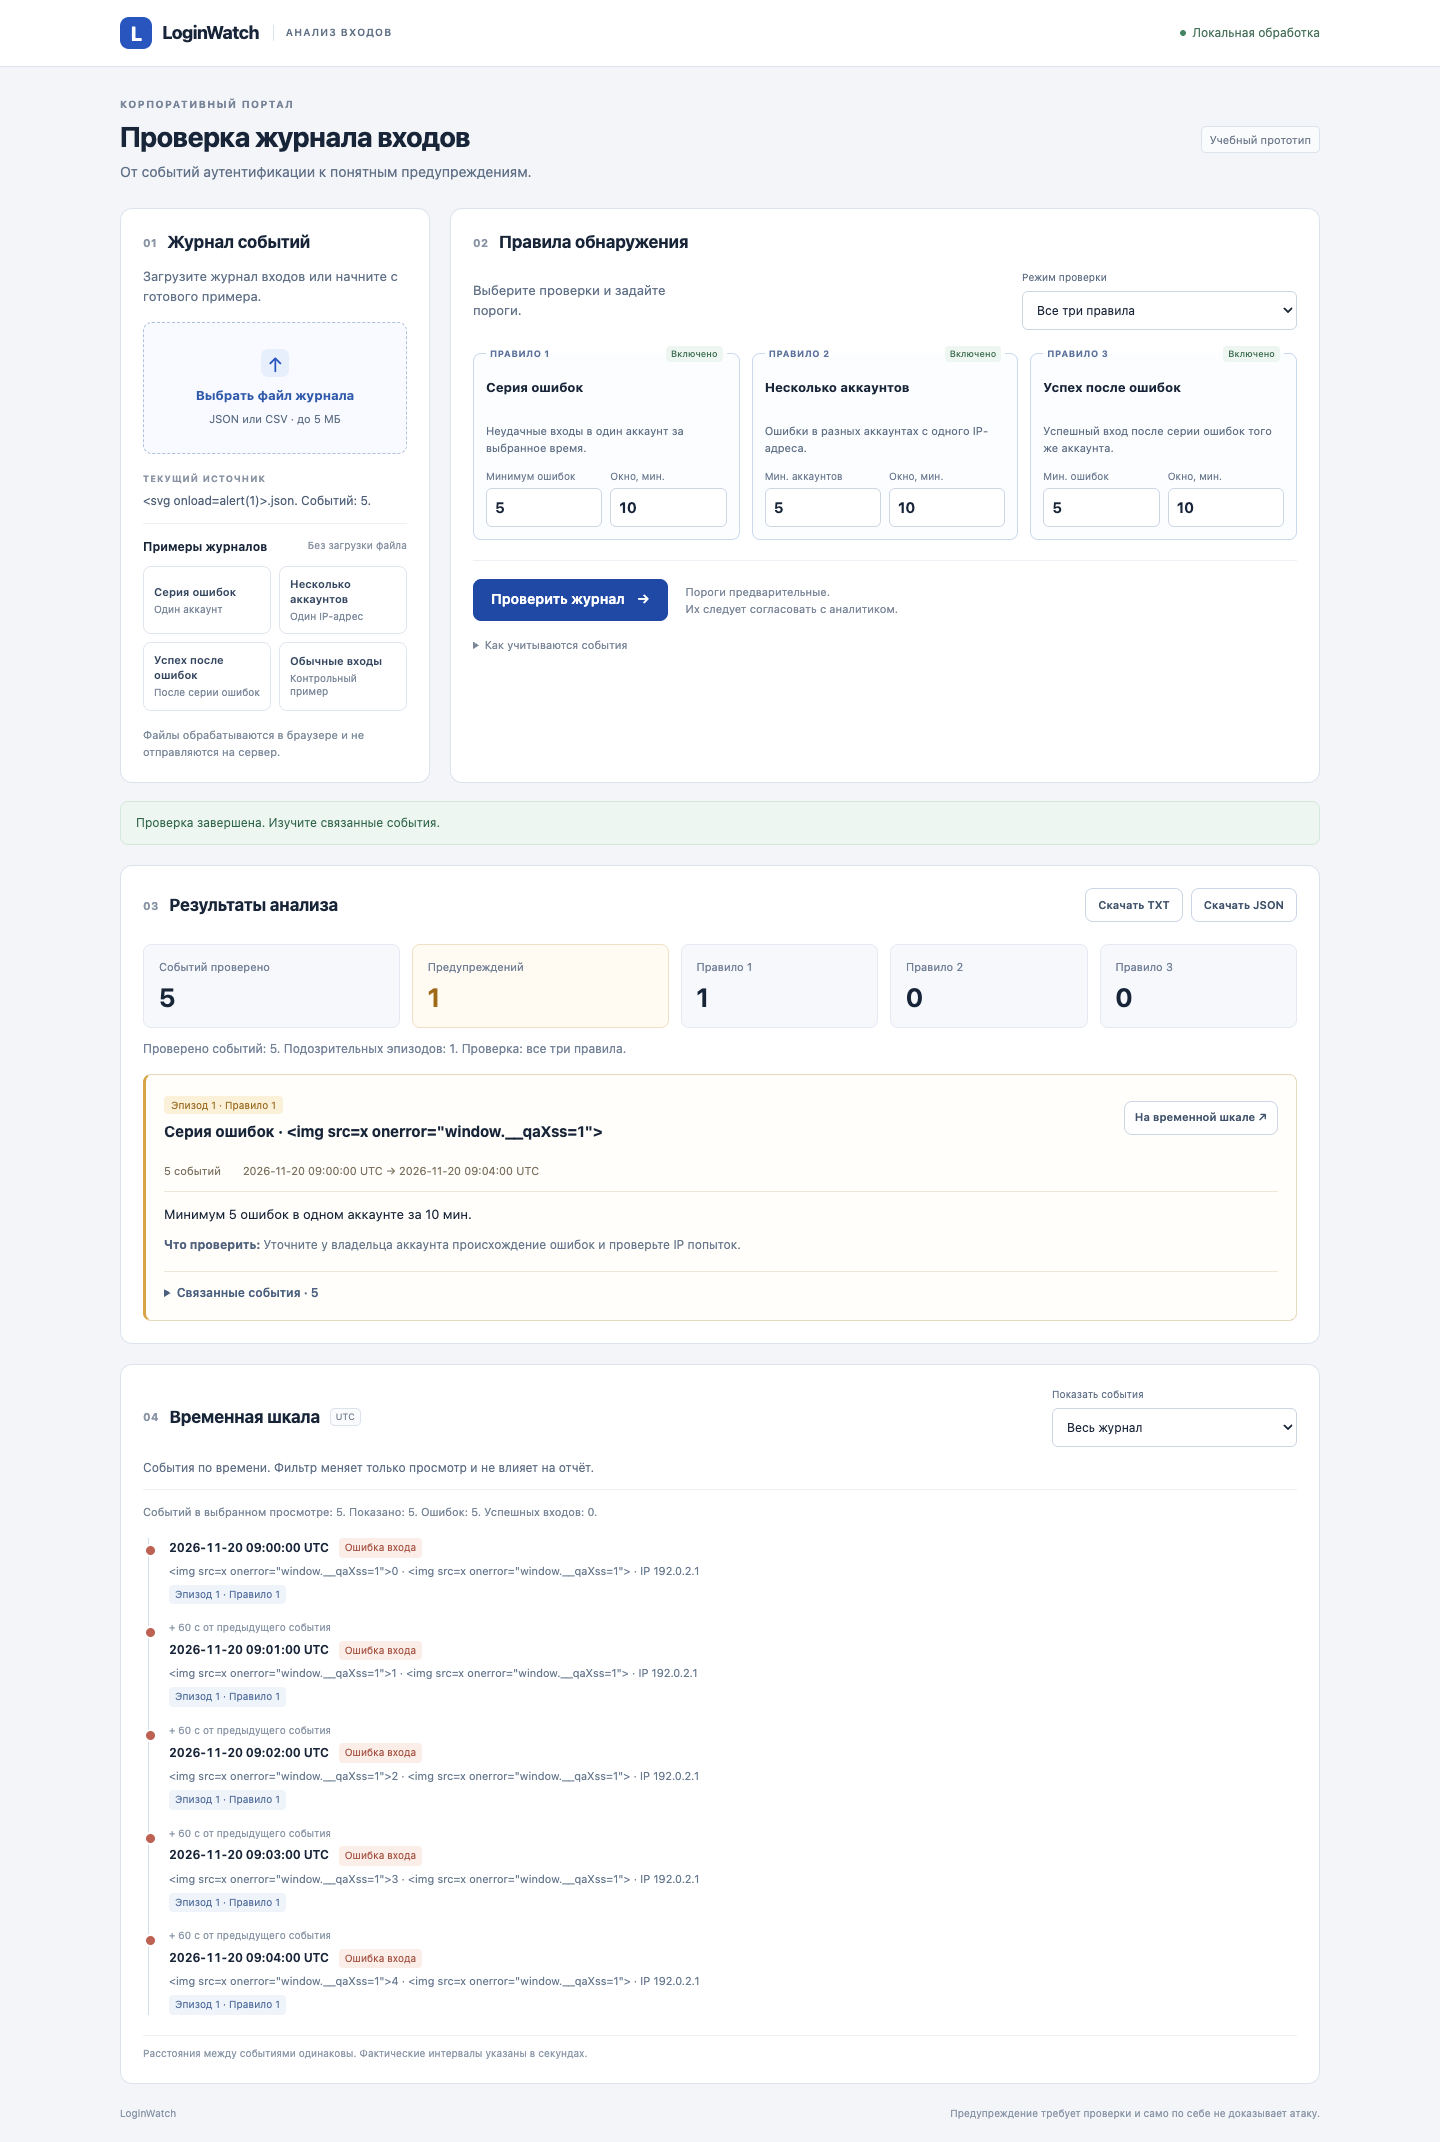 L LoginWatch АНАЛИЗ ВХОДОВ
Локальная обработка
КОРПОРАТИВНЫЙ ПОРТАЛ
Проверка журнала входов
Учебный прототип
От событий аутентификации к понятным предупреждениям.
01 Журнал событий
Загрузите журнал входов или начните с
готового примера.
↑
Выбрать файл журнала
JSON или CSV · до 5 МБ
ТЕКУЩИЙ ИСТОЧНИК
<svg onload=alert(1)>.json. Событий: 5.
Примеры журналов
Без загрузки файла
Серия ошибок
Один аккаунт
Несколько
аккаунтов
Один IP-адрес
Успех после
ошибок
После серии ошибок
Обычные входы
Контрольный
пример
Файлы обрабатываются в браузере и не
отправляются на сервер.
02 Правила обнаружения
Выберите проверки и задайте
пороги.
Режим проверки
Все три правила
ПРАВИЛО 1
Включено
Серия ошибок
Неудачные входы в один аккаунт за
выбранное время.
Минимум ошибок
Окно, мин.
5
10
ПРАВИЛО 2
Включено
Несколько аккаунтов
Ошибки в разных аккаунтах с одного IP-
адреса.
Мин. аккаунтов
Окно, мин.
5
10
ПРАВИЛО 3
Включено
Успех после ошибок
Успешный вход после серии ошибок того
же аккаунта.
Мин. ошибок
Окно, мин.
5
10
Проверить журнал →
Пороги предварительные.
Их следует согласовать с аналитиком.
▶ Как учитываются события
Проверка завершена. Изучите связанные события.
03 Результаты анализа
Скачать TXT
Скачать JSON
Событий проверено
5
Предупреждений
1
Правило 1
1
Правило 2
0
Правило 3
0
Проверено событий: 5. Подозрительных эпизодов: 1. Проверка: все три правила.
Эпизод 1 · Правило 1
Серия ошибок · <img src=x onerror="window.__qaXss=1">
На временной шкале ↗
5 событий 2026-11-20 09:00:00 UTC → 2026-11-20 09:04:00 UTC
Минимум 5 ошибок в одном аккаунте за 10 мин.
Что проверить: Уточните у владельца аккаунта происхождение ошибок и проверьте IP попыток.
▶ Связанные события · 5
04 Временная шкала UTC
Показать события
Весь журнал
События по времени. Фильтр меняет только просмотр и не влияет на отчёт.
Событий в выбранном просмотре: 5. Показано: 5. Ошибок: 5. Успешных входов: 0.
2026-11-20 09:00:00 UTC Ошибка входа
<img src=x onerror="window.__qaXss=1">0 · <img src=x onerror="window.__qaXss=1"> · IP 192.0.2.1
Эпизод 1 · Правило 1
+ 60 с от предыдущего события
2026-11-20 09:01:00 UTC Ошибка входа
<img src=x onerror="window.__qaXss=1">1 · <img src=x onerror="window.__qaXss=1"> · IP 192.0.2.1
Эпизод 1 · Правило 1
+ 60 с от предыдущего события
2026-11-20 09:02:00 UTC Ошибка входа
<img src=x onerror="window.__qaXss=1">2 · <img src=x onerror="window.__qaXss=1"> · IP 192.0.2.1
Эпизод 1 · Правило 1
+ 60 с от предыдущего события
2026-11-20 09:03:00 UTC Ошибка входа
<img src=x onerror="window.__qaXss=1">3 · <img src=x onerror="window.__qaXss=1"> · IP 192.0.2.1
Эпизод 1 · Правило 1
+ 60 с от предыдущего события
2026-11-20 09:04:00 UTC Ошибка входа
<img src=x onerror="window.__qaXss=1">4 · <img src=x onerror="window.__qaXss=1"> · IP 192.0.2.1
Эпизод 1 · Правило 1
Расстояния между событиями одинаковы. Фактические интервалы указаны в секундах.
LoginWatch
Предупреждение требует проверки и само по себе не доказывает атаку.